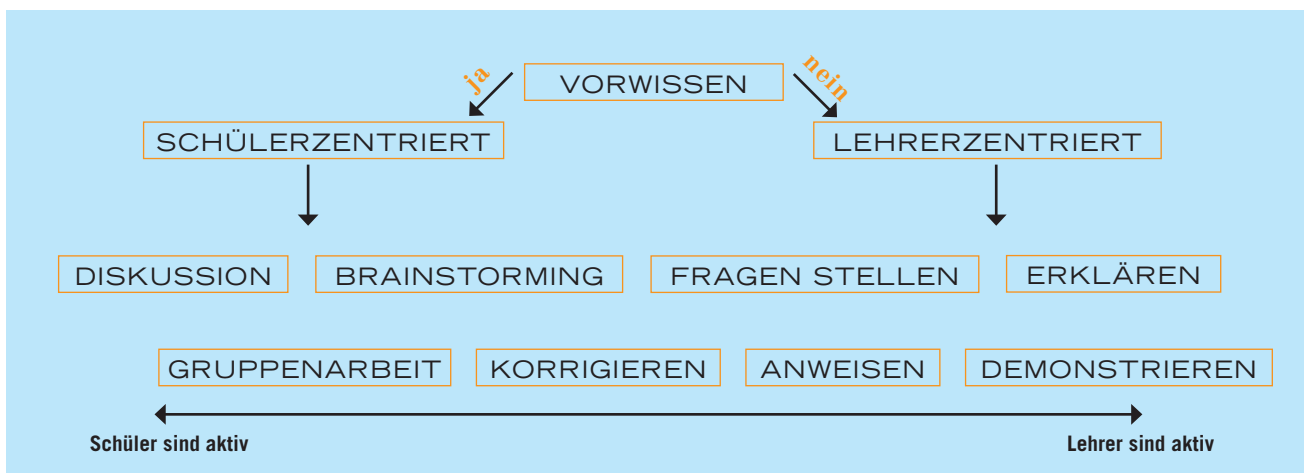 ja
VORWISSEN
nein
SCHÜLERZENTRIERT
LEHRERZENTRIERT
DISKUSSION
BRAINSTORMING
FRAGEN STELLEN
ERKLÄREN
GRUPPENARBEIT
KORRIGIEREN
ANWEISEN
DEMONSTRIEREN
Schüler sind aktiv
Lehrer sind aktiv